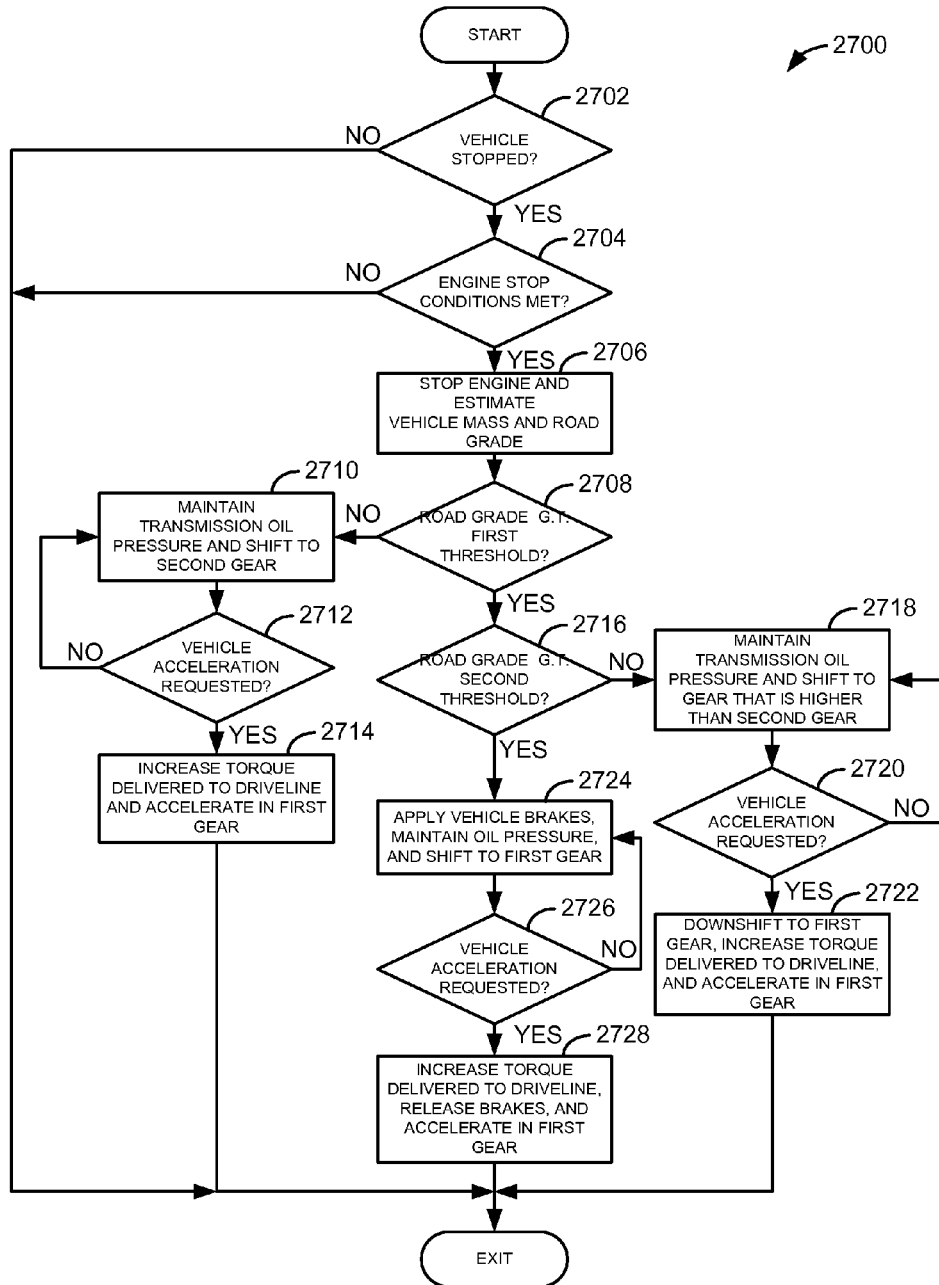 START
2700
2702
NO
VEHICLE
STOPPED?
YES
2704
NO
ENGINE STOP
CONDITIONS MET?
YES
2706
STOP ENGINE AND
ESTIMATE
VEHICLE MASS AND ROAD
GRADE
2710
MAINTAIN
TRANSMISSION OIL
PRESSURE AND SHIFT TO
SECOND GEAR
NO
2708
ROAD GRADE G.T.
FIRST
THRESHOLD?
YES
2712
NO
VEHICLE
ACCELERATION
REQUESTED?
YES
2716
ROAD GRADE G.T.
SECOND
THRESHOLD?
NO
YES
2718
MAINTAIN
TRANSMISSION OIL
PRESSURE AND SHIFT TO
GEAR THAT IS HIGHER
THAN SECOND GEAR
2714
INCREASE TORQUE
DELIVERED TO DRIVELINE
AND ACCELERATE IN FIRST
GEAR
2724
APPLY VEHICLE BRAKES,
MAINTAIN OIL PRESSURE,
AND SHIFT TO FIRST GEAR
2720
VEHICLE
ACCELERATION
REQUESTED?
NO
YES
2726
VEHICLE
ACCELERATION
REQUESTED?
NO
YES
2722
DOWNSHIFT TO FIRST
GEAR, INCREASE TORQUE
DELIVERED TO DRIVELINE,
AND ACCELERATE IN FIRST
GEAR
2728
INCREASE TORQUE
DELIVERED TO DRIVELINE,
RELEASE BRAKES, AND
ACCELERATE IN FIRST
GEAR
EXIT